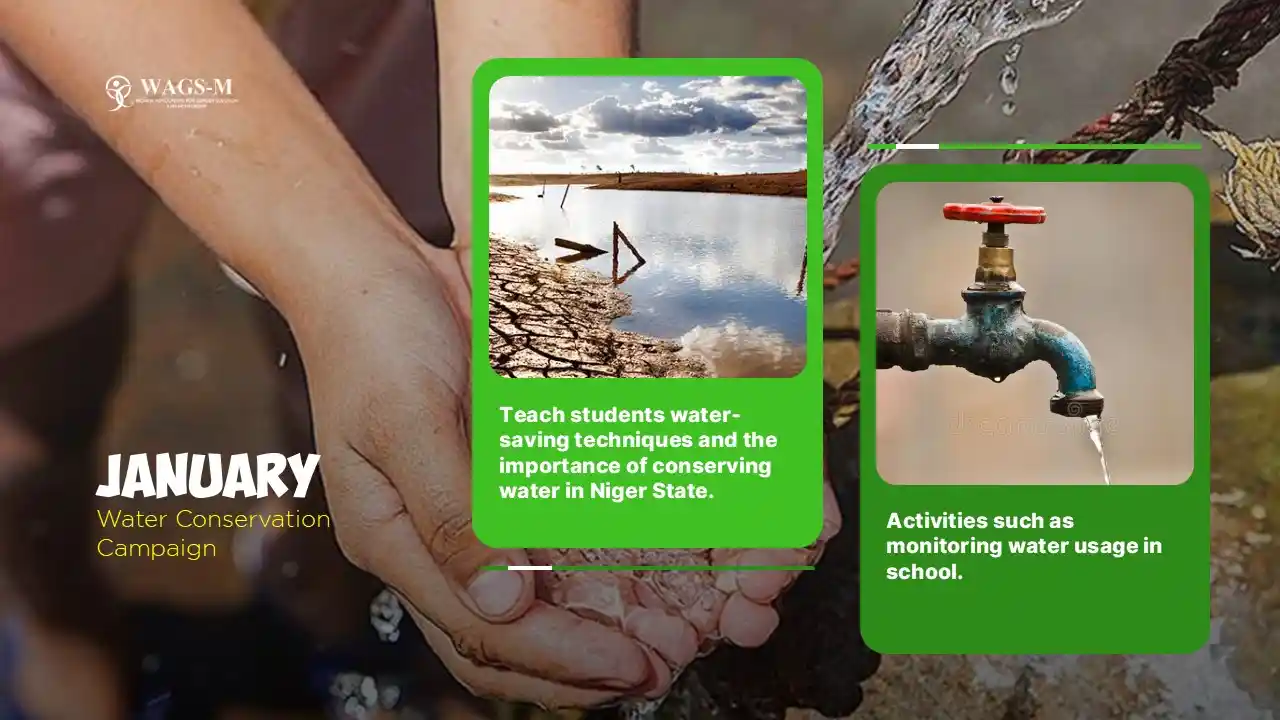 WAGS-M
JANUARY
Water Conservation
Campaign
Teach students water-
saving techniques and the
importance of conserving
water in Niger State.
Activities such as
monitoring water usage in
school.